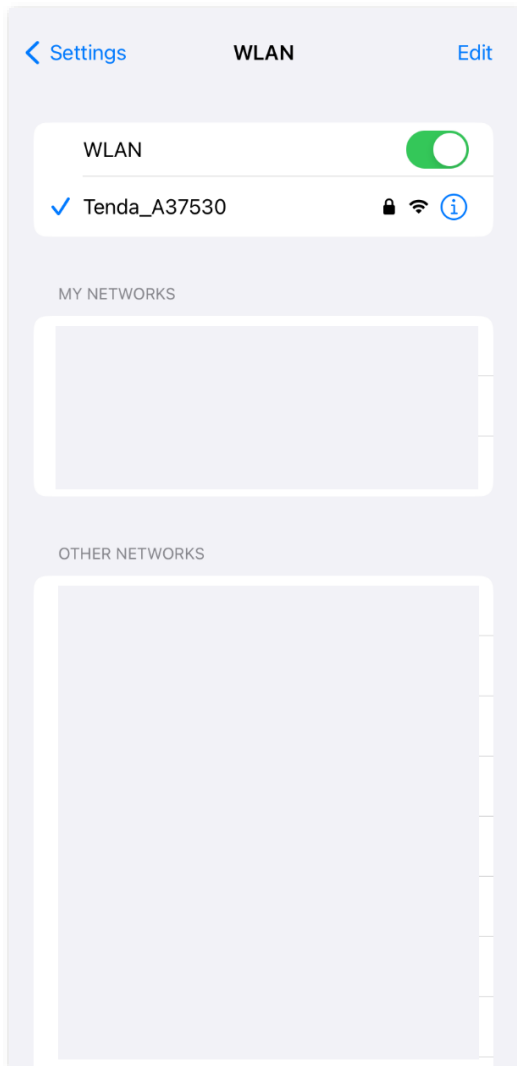 Settings WLAN Edit
WLAN
Tenda_A37530
MY NETWORKS
OTHER NETWORKS